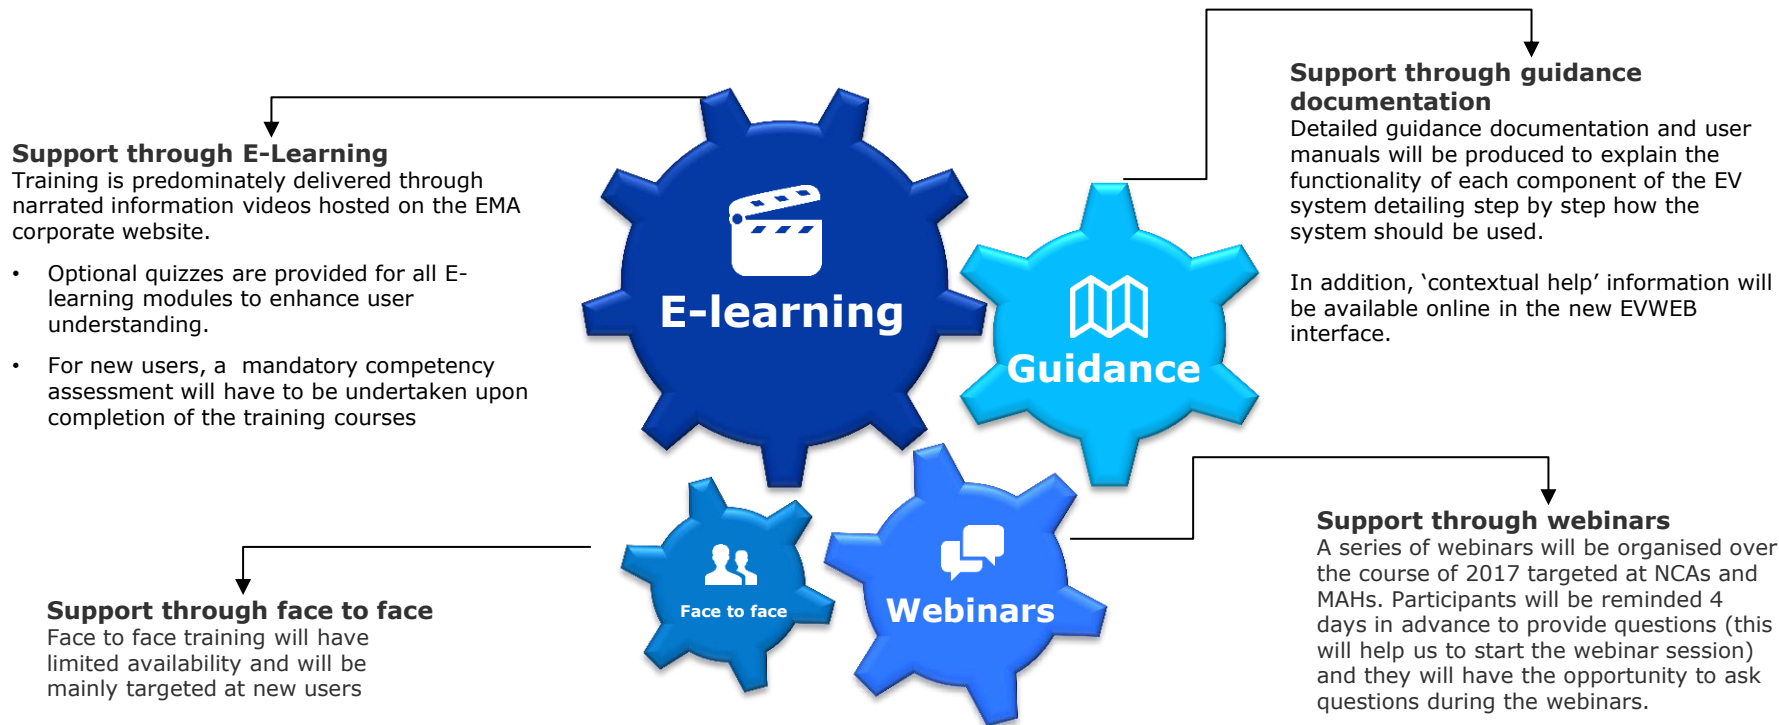 Support through E-Learning
Training is predominately delivered through
narrated information videos hosted on the EMA
corporate website.
• Optional quizzes are provided for all E-
learning modules to enhance user
understanding.
• For new users, a mandatory competency
assessment will have to be undertaken upon
completion of the training courses
E-learning
Guidance
Support through guidance
documentation
Detailed guidance documentation and user
manuals will be produced to explain the
functionality of each component of the EV
system detailing step by step how the
system should be used.
In addition, ‘contextual help’ information will
be available online in the new EVWEB
interface.
Support through face to face
Face to face training will have
limited availability and will be
mainly targeted at new users
Face to face
Webinars
Support through webinars
A series of webinars will be organised over
the course of 2017 targeted at NCAs and
MAHs. Participants will be reminded 4
days in advance to provide questions (this
will help us to start the webinar session)
and they will have the opportunity to ask
questions during the webinars.